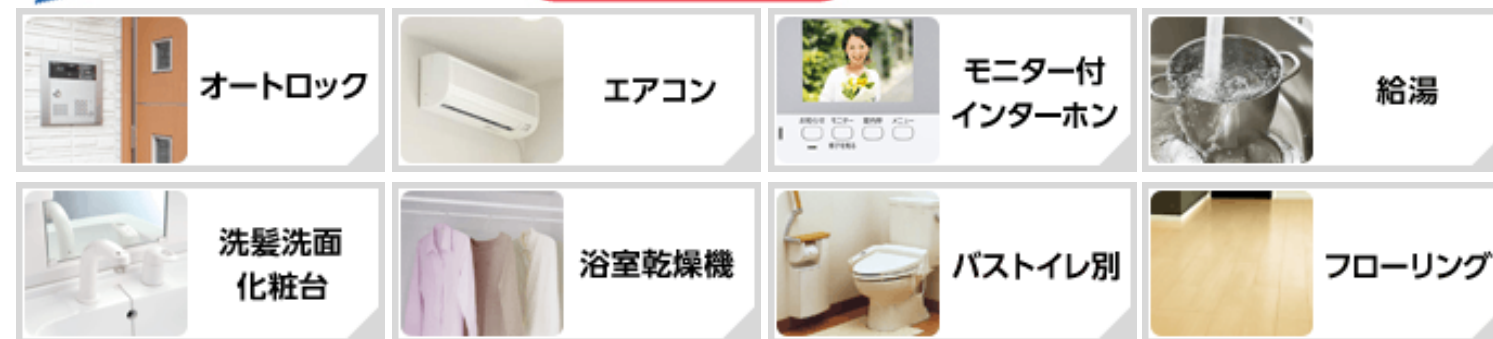 オートロック
エアコン
モニター付
インターホン
給湯
洗髪洗面
化粧台
浴室乾燥機
バストイレ別
フローリング